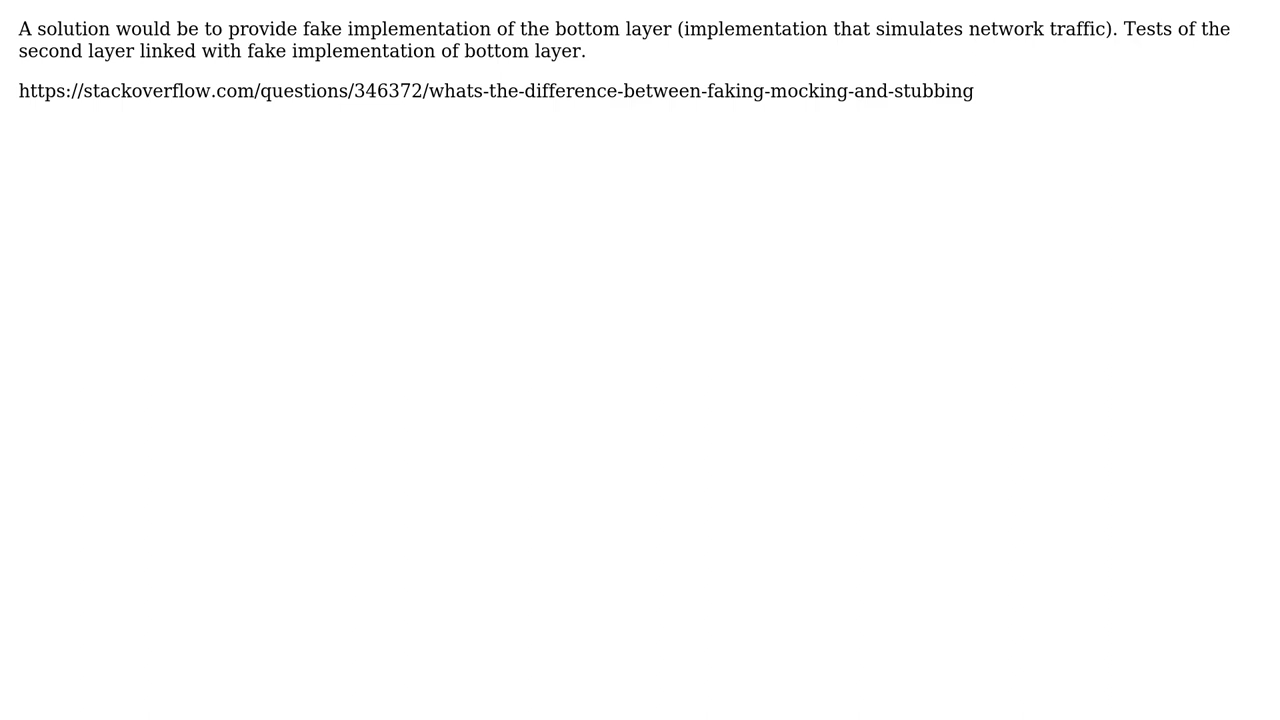 A solution would be to provide fake implementation of the bottom layer (implementation that simulates network traffic). Tests of the
second layer linked with fake implementation of bottom layer.
https://stackoverflow.com/questions/346372/whats-the-difference-between-faking-mocking-and-stubbing